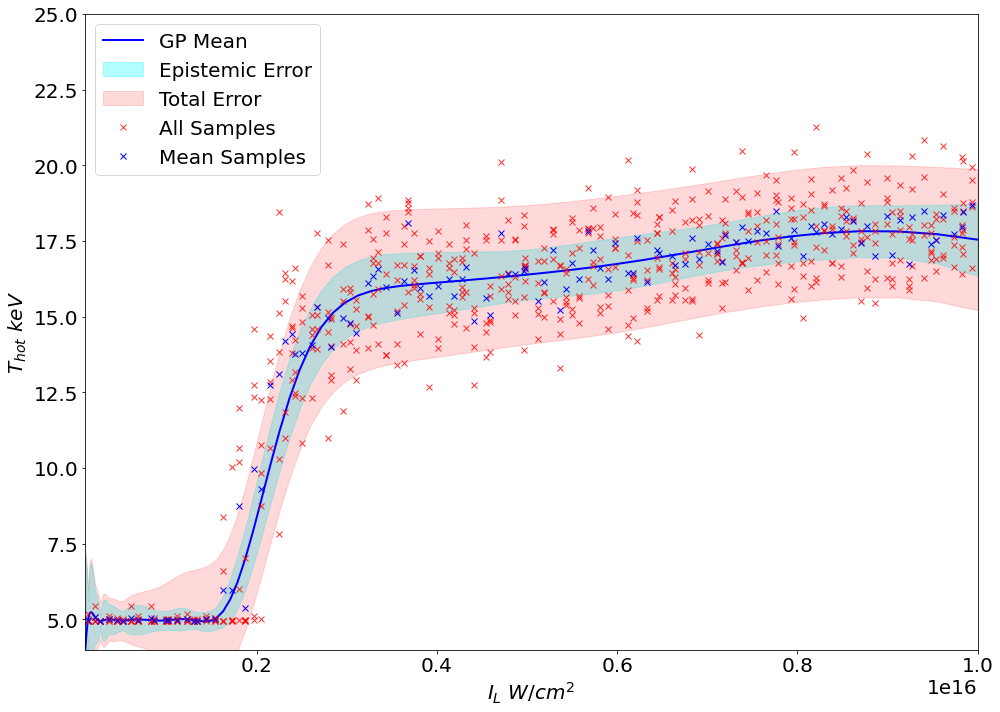 25.0
22.5
20.0
17.5
15.0
12.5
10.0
7.5
5.0
T_hot keV
GP Mean
Epistemic Error
Total Error
All Samples
Mean Samples
0.2 0.4 0.6 0.8 1.0
1e16
I_L W/cm^2